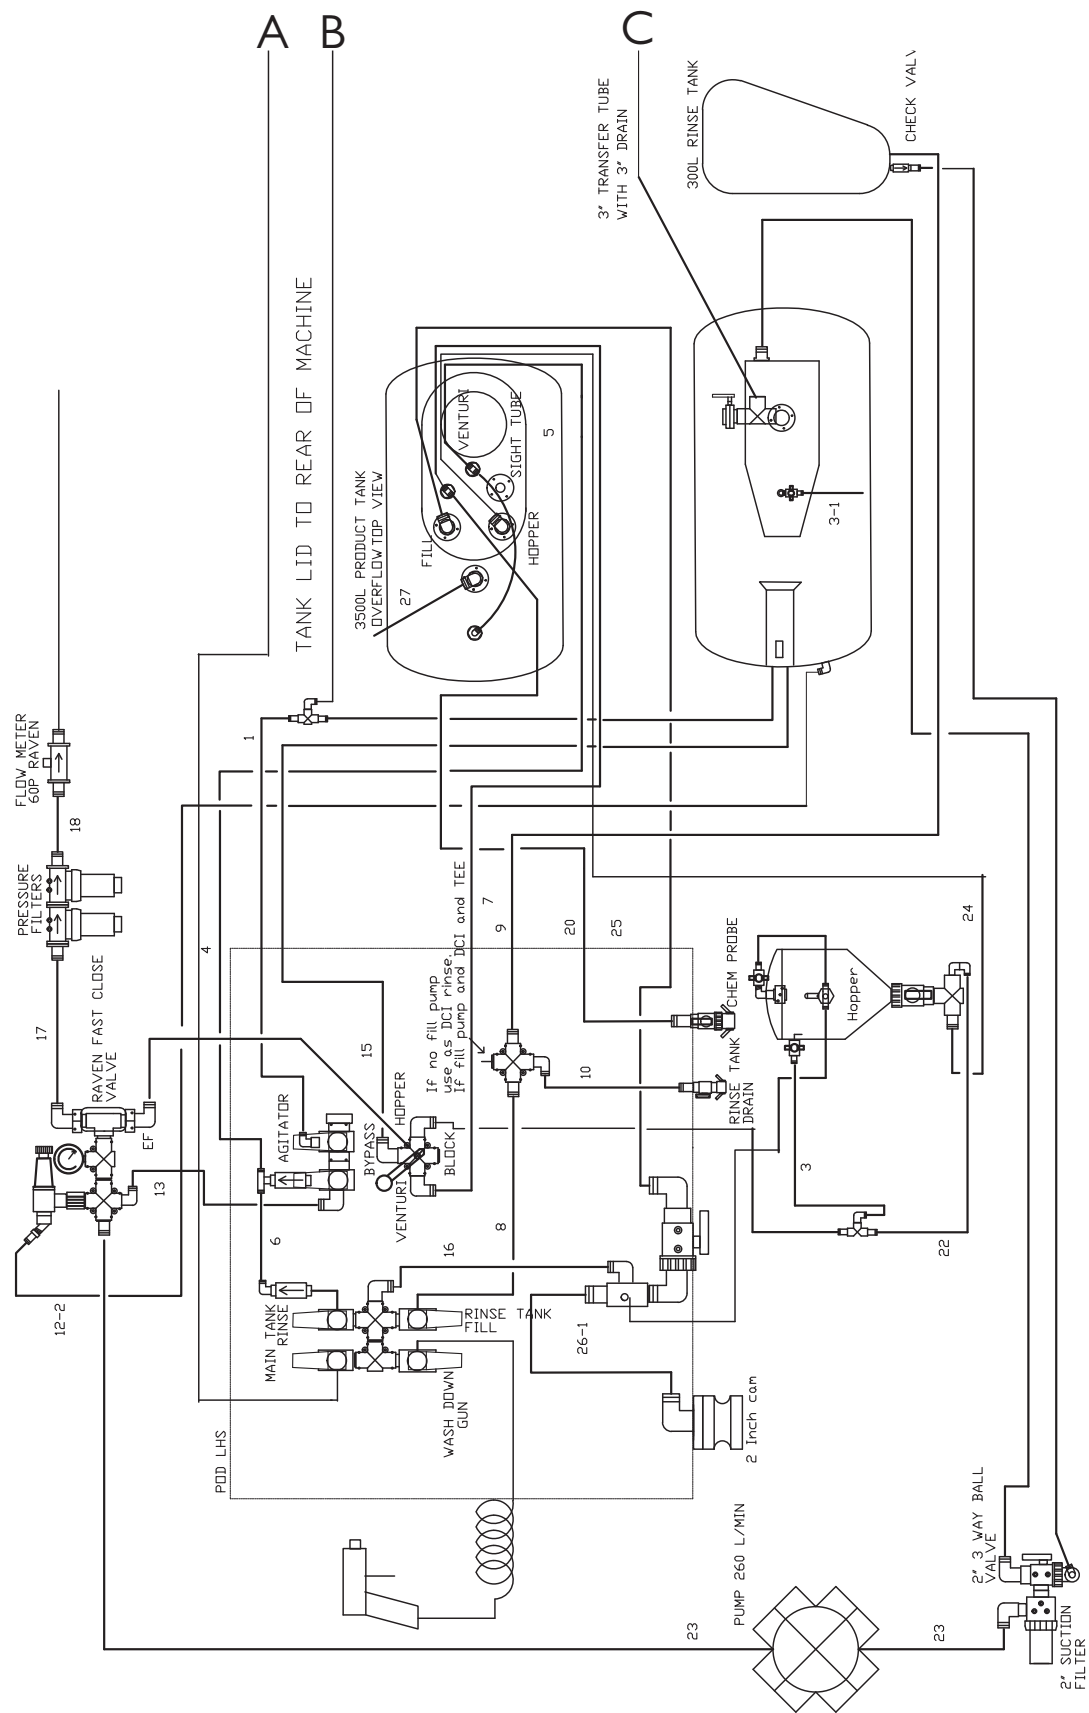 A
B
C
TANK LID TO REAR OF MACHINE
3" TRANSFER TUBE
WITH 3" DRAIN
300L RINSE TANK
CHECK VALV
FLOW METER
60P RAVEN
18
PRESSURE
FILTERS
17
RAVEN FAST CLOSE
VALVE
EF
13
12-2
1
4
3500L PRODUCT TANK
OVERFLOWTOP VIEW
27
FILL
VENTURI
SIGHT TUBE
HOPPER
5
3-1
If no fill pump
use as DCI rinse.
If fill pump and DCI and TEE
7
9
20
25
CHEM PROBE
Hopper
24
15
AGITATOR
BYPASS
HOPPER
VENTURI
BLOCK
10
RINSE TANK
DRAIN
3
22
6
16
8
MAIN TANK
RINSE
RINSE TANK
FILL
WASH DOWN
GUN
26-1
2 Inch cam
POD LHS
PUMP 260 L/MIN
23
23
2" 3 WAY BALL
VALVE
2" SUCTION
FILTER